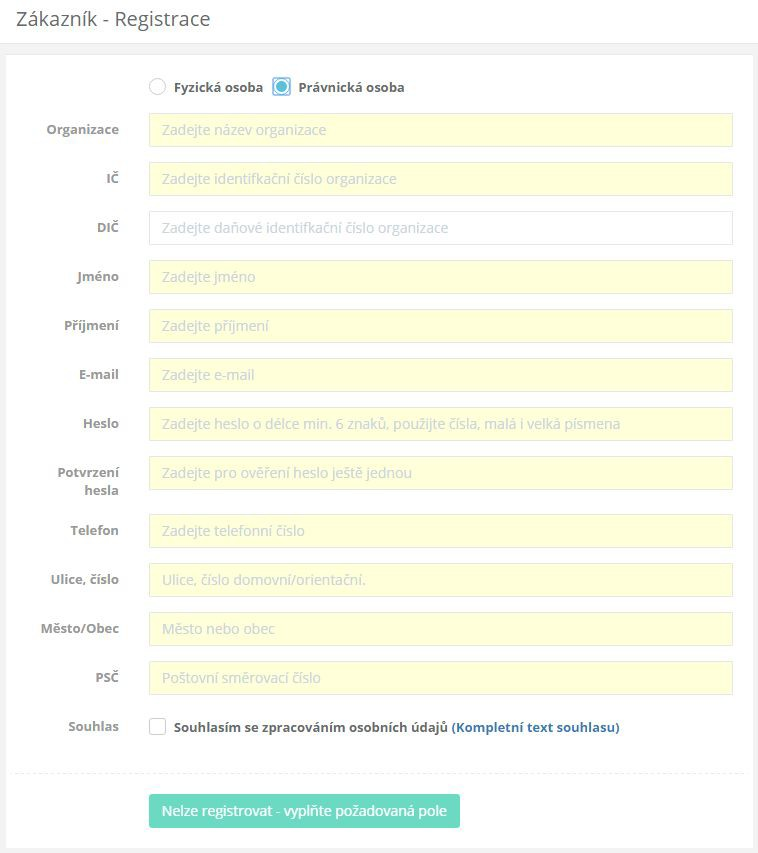 Zákazník - Registrace
Fyzická osoba Právnická osoba
Organizace Zadejte název organizace
IČ Zadejte identifkační číslo organizace
DIČ Zadejte daňové identifkační číslo organizace
Jméno Zadejte jméno
Příjmení Zadejte příjmení
E-mail Zadejte e-mail
Heslo Zadejte heslo o délce min. 6 znaků, použijte čísla, malá i velká písmena
Potvrzení Zadejte pro ověření heslo ještě jednou
hesla
Telefon Zadejte telefonní číslo
Ulice, číslo Ulice, číslo domovní/orientační.
Město/Obec Město nebo obec
PSČ Poštovní směrovací číslo
Souhlas Souhlasím se zpracováním osobních údajů (Kompletní text souhlasu)
Nelze registrovat - vyplňte požadovaná pole